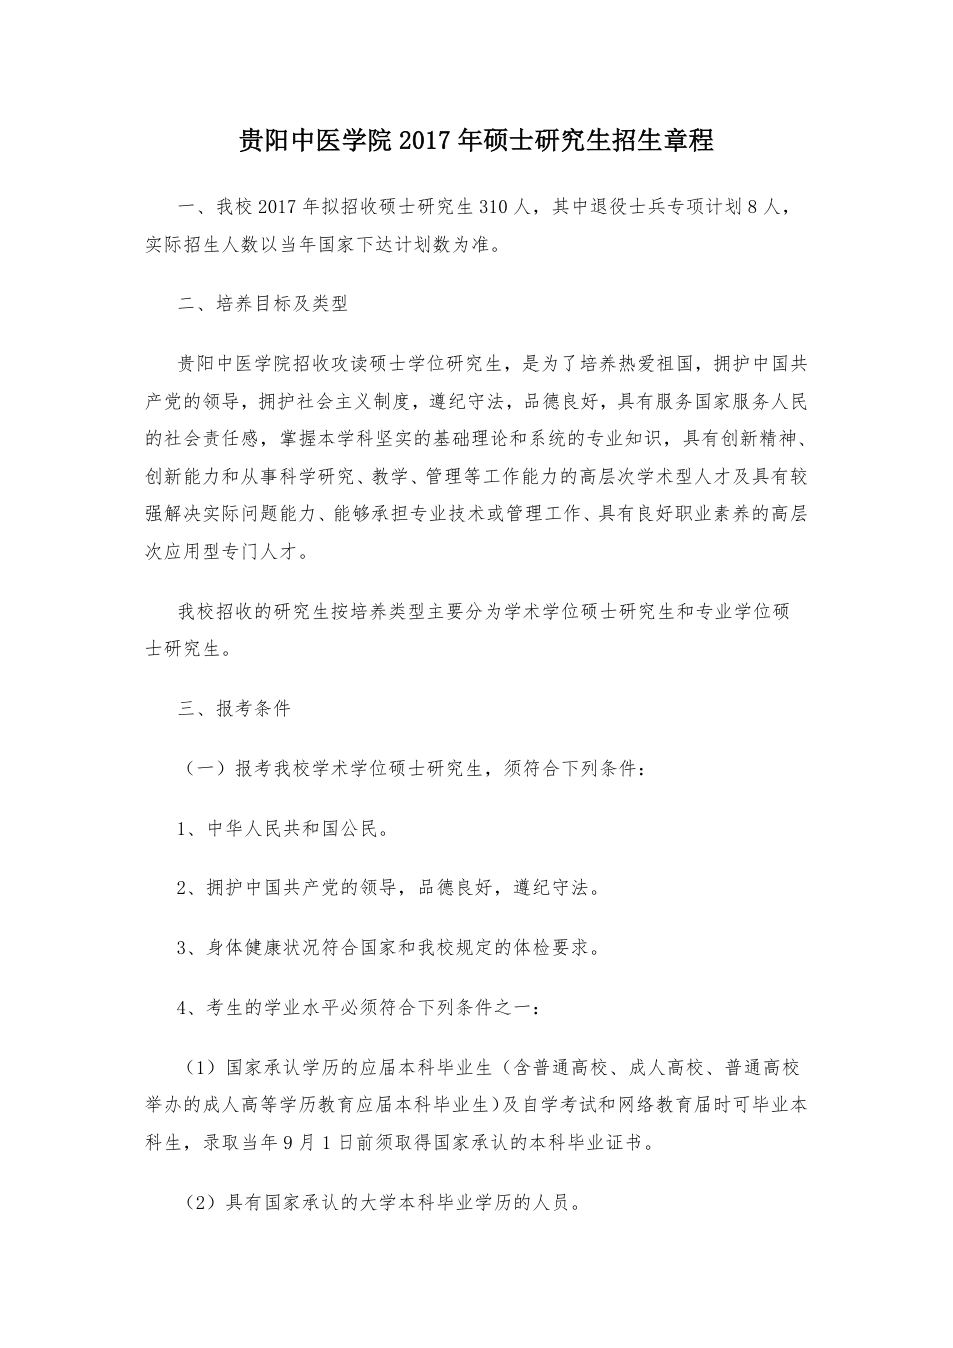 贵阳中医学院 2017 年硕士研究生招生章程
一、我校 2017 年拟招收硕士研究生 310 人，其中退役士兵专项计划 8 人，
实际招生人数以当年国家下达计划数为准。
二、培养目标及类型
贵阳中医学院招收攻读硕士学位研究生，是为了培养热爱祖国，拥护中国共
产党的领导，拥护社会主义制度，遵纪守法，品德良好，具有服务国家服务人民
的社会责任感，掌握本学科坚实的基础理论和系统的专业知识，具有创新精神、
创新能力和从事科学研究、教学、管理等工作能力的高层次学术型人才及具有较
强解决实际问题能力、能够承担专业技术或管理工作、具有良好职业素养的高层
次应用型专门人才。
我校招收的研究生按培养类型主要分为学术学位硕士研究生和专业学位硕
士研究生。
三、报考条件
（一）报考我校学术学位硕士研究生，须符合下列条件：
1、中华人民共和国公民。
2、拥护中国共产党的领导，品德良好，遵纪守法。
3、身体健康状况符合国家和我校规定的体检要求。
4、考生的学业水平必须符合下列条件之一：
（1）国家承认学历的应届本科毕业生（含普通高校、成人高校、普通高校
举办的成人高等学历教育应届本科毕业生）及自学考试和网络教育届时可毕业本
科生，录取当年 9 月 1 日前须取得国家承认的本科毕业证书。
（2）具有国家承认的大学本科毕业学历的人员。